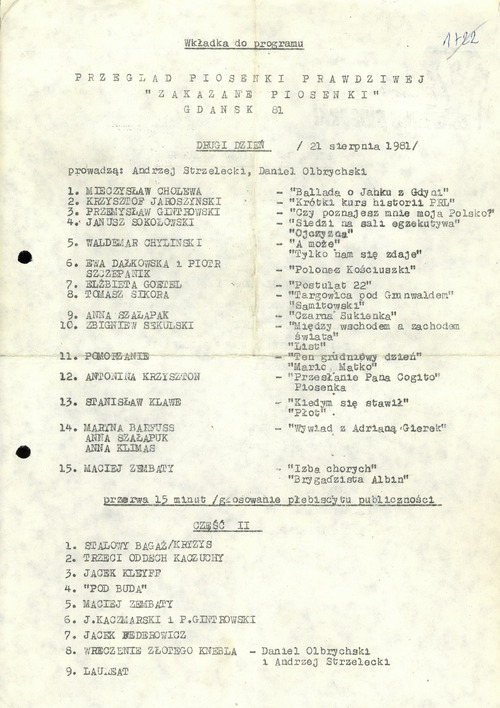 1+22
Wkładka do programu
PRZEGLĄD PIOSENKI PRAWDZIWEJ
"ZAKAZANE PIOSENKI"
GDAŃSK 81
DRUGI DZIEŃ / 21 sierpnia 1981/
prowadzą: Andrzej Strzelecki, Daniel Olbrychski
1. MIECZYSŁAW CHOLEWA - "Ballada o Janku z Gdyni"
2. KRZYSZTOF JAROSZYŃSKI - "Krótki kurs historii PRL"
3. PRZEMYSŁAW GINTROWSKI - "Czy poznajesz mnie moja Polsko?
4. JANUSZ SOKOŁOWSKI - "Siedzi na sali egzekutywa"
"Ojczyzna"
5. WALDEMAR CHYLIŃSKI - "A może"
"Tylko nam się zdaje"
6. EWA DAŁKOWSKA i PIOTR
SZCZEPANIK - "Polonez Kościuszki"
7. ELŻBIETA GOETEL - "Postulat 22"
8. TOMASZ SIKORA - "Targowica pod Grunwaldem"
"Samitowski"
9. ANNA SZAŁAPAK - "Czarna Sukienka"
10. ZBIGNIEW SEKULSKI - "Między wschodem a zachodem
świata"
"List"
11. POMORZANIE - "Ten grudniowy dzień"
"Mario, Matko"
12. ANTONINA KRZYSZTOŃ - "Przesłanie Pana Cogito"
Piosenka
13. STANISŁAW KLAWE - "Kiedym się stawił"
"Płot"
14. MARYNA BARFUSS - "Wywiad z Adrianą Gierek"
ANNA SZAŁAPUK
ANNA KLIMAS
15. MACIEJ ZEMBATY - "Izba chorych"
"Brygadzista Albin"
przerwa 15 minut /głosowanie plebiscytu publiczności
CZĘŚĆ II
1. STALOWY BAGAŻ/KRYZYS
2. TRZECI ODDECH KACZUCHY
3. JACEK KLEYFF
4. "POD BUDĄ"
5. MACIEJ ZEMBATY
6. J.KACZMARSKI i P.GINTROWSKI
7. JACEK FEDEROWICZ
8. WRĘCZENIE ZŁOTEGO KNEBLA - Daniel Olbrychski
i Andrzej Strzelecki
9. LAUREAT